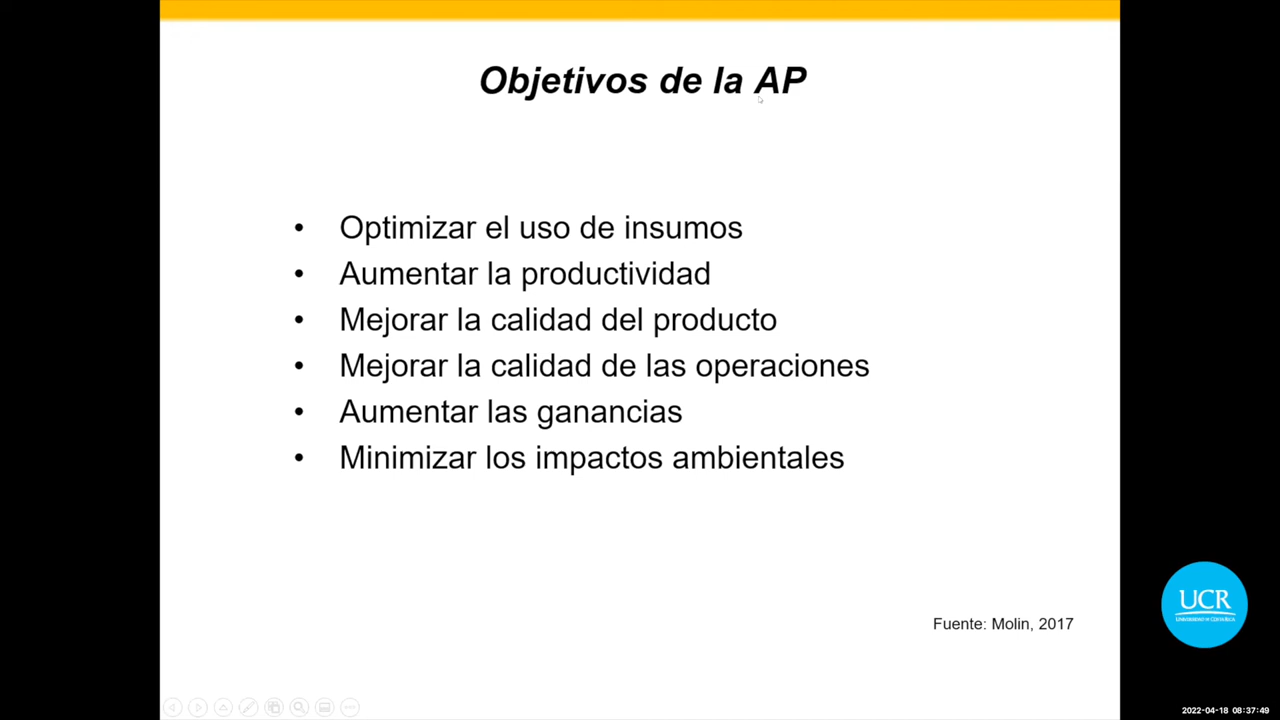 Objetivos de la AP
• Optimizar el uso de insumos
• Aumentar la productividad
• Mejorar la calidad del producto
• Mejorar la calidad de las operaciones
• Aumentar las ganancias
• Minimizar los impactos ambientales
Fuente: Molin, 2017
UCR
UNIVERSIDAD DE COSTA RICA
2022-04-18 08:37:49